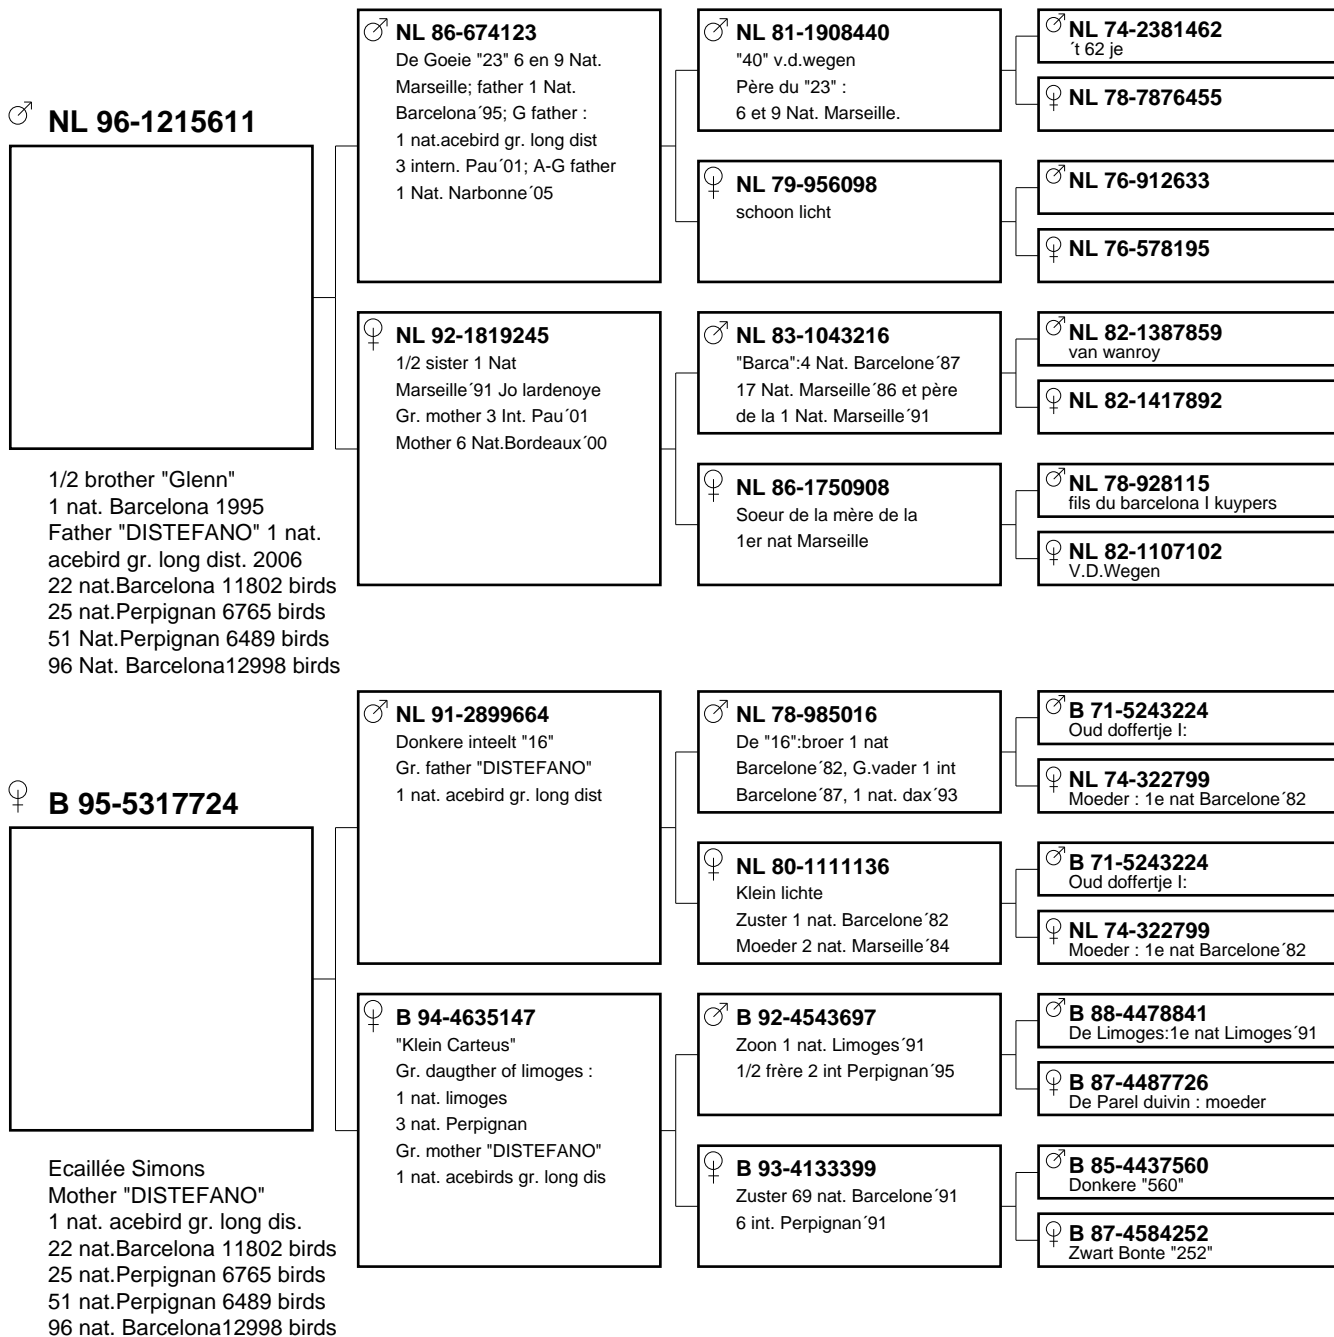 NL 96-1215611
1/2 brother "Glenn"
1 nat. Barcelona 1995
Father "DISTEFANO" 1 nat.
acebird gr. long dist. 2006
22 nat.Barcelona 11802 birds
25 nat.Perpignan 6765 birds
51 Nat.Perpignan 6489 birds
96 Nat. Barcelona12998 birds
NL 86-674123
De Goeie "23" 6 en 9 Nat.
Marseille; father 1 Nat.
Barcelona´95; G father :
1 nat.acebird gr. long dist
3 intern. Pau´01; A-G father
1 Nat. Narbonne´05
NL 92-1819245
1/2 sister 1 Nat
Marseille´91 Jo lardenoye
Gr. mother 3 Int. Pau´01
Mother 6 Nat.Bordeaux´00
NL 81-1908440
"40" v.d.wegen
Père du "23" :
6 et 9 Nat. Marseille.
NL 79-956098
schoon licht
NL 83-1043216
"Barca":4 Nat. Barcelone´87
17 Nat. Marseille´86 et père
de la 1 Nat. Marseille´91
NL 86-1750908
Soeur de la mère de la
1er nat Marseille
NL 74-2381462
´t 62 je
NL 78-7876455
NL 76-912633
NL 76-578195
NL 82-1387859
van wanroy
NL 82-1417892
NL 78-928115
fils du barcelona I kuypers
NL 82-1107102
V.D.Wegen
B 95-5317724
Ecaillée Simons
Mother "DISTEFANO"
1 nat. acebird gr. long dis.
22 nat.Barcelona 11802 birds
25 nat.Perpignan 6765 birds
51 nat.Perpignan 6489 birds
96 nat. Barcelona12998 birds
NL 91-2899664
Donkere inteelt "16"
Gr. father "DISTEFANO"
1 nat. acebird gr. long dist
B 94-4635147
"Klein Carteus"
Gr. daugther of limoges :
1 nat. limoges
3 nat. Perpignan
Gr. mother "DISTEFANO"
1 nat. acebirds gr. long dis
NL 78-985016
De "16":broer 1 nat
Barcelone´82, G.vader 1 int
Barcelone´87, 1 nat. dax´93
NL 80-1111136
Klein lichte
Zuster 1 nat. Barcelone´82
Moeder 2 nat. Marseille´84
B 92-4543697
Zoon 1 nat. Limoges´91
1/2 frère 2 int Perpignan´95
B 93-4133399
Zuster 69 nat. Barcelone´91
6 int. Perpignan´91
B 71-5243224
Oud doffertje I:
NL 74-322799
Moeder : 1e nat Barcelone´82
B 71-5243224
Oud doffertje I:
NL 74-322799
Moeder : 1e nat Barcelone´82
B 88-4478841
De Limoges:1e nat Limoges´91
B 87-4487726
De Parel duivin : moeder
B 85-4437560
Donkere "560"
B 87-4584252
Zwart Bonte "252"